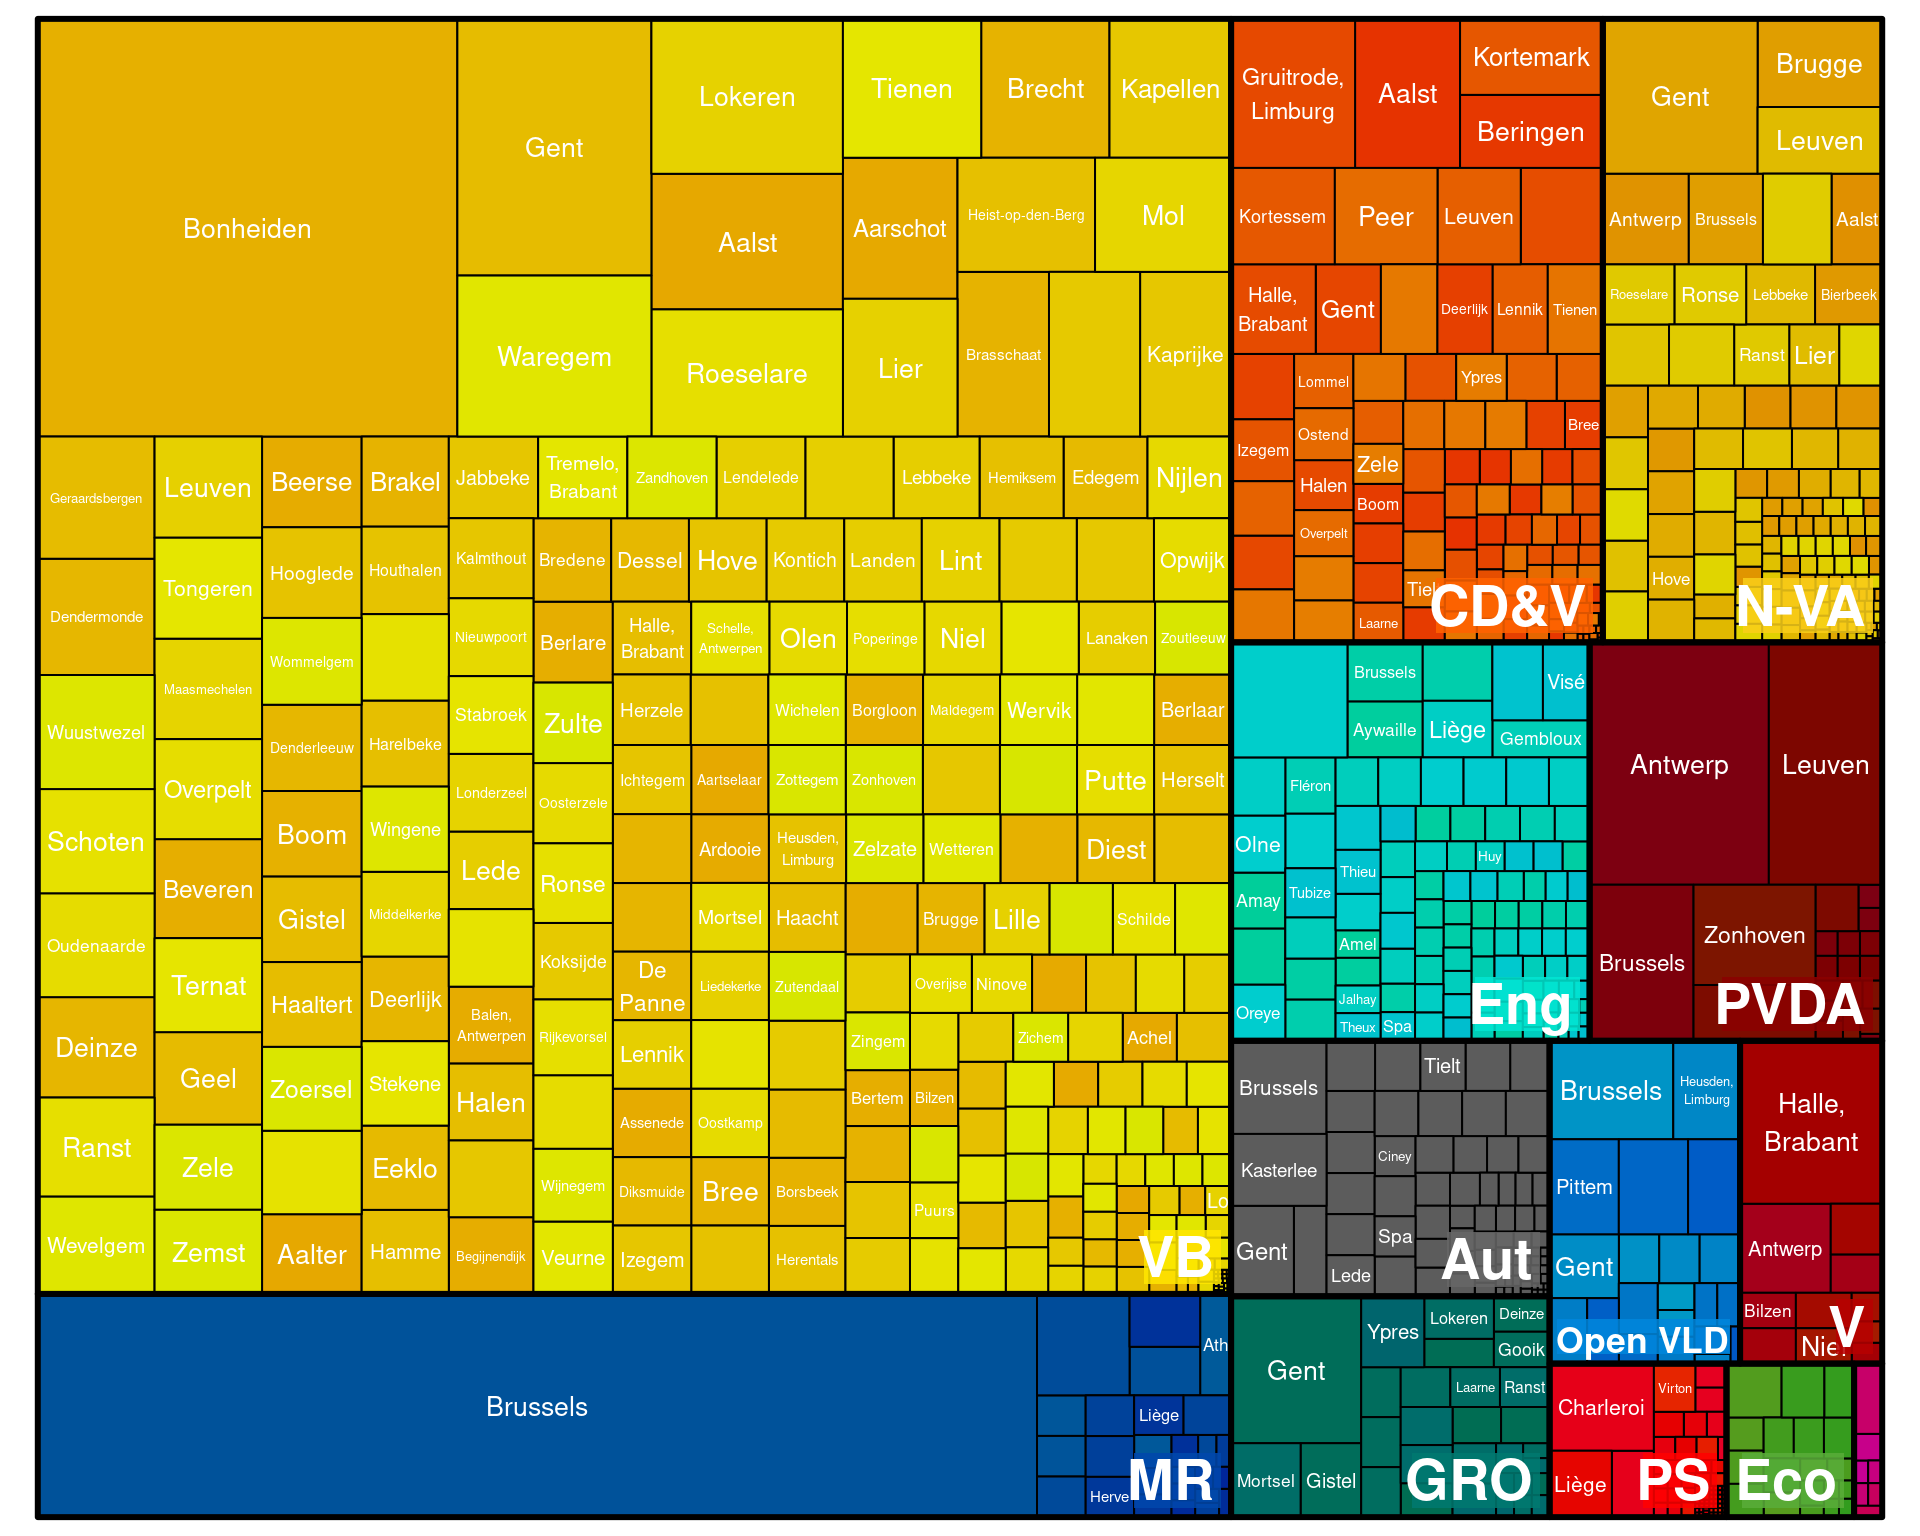 Bonheiden
Gent
Waregem
Lokeren
Aalst
Roeselare
Tienen
Brecht
Kapellen
Aarschot
Heist-op-den-Berg
Mol
Lier
Brasschaat
Kaprijke
Geraardsbergen
Dendermonde
Wuustwezel
Schoten
Oudenaarde
Deinze
Ranst
Wevelgem
Leuven
Tongeren
Maasmechelen
Overpelt
Beveren
Ternat
Geel
Zele
Zemst
Beerse
Hooglede
Wommelgem
Denderleeuw
Boom
Gistel
Haaltert
Zoersel
Aalter
Brakel
Houthalen
Harelbeke
Wingene
Middelkerke
Deerlijk
Stekene
Eeklo
Hamme
Jabbeke
Tremelo,
Brabant
Zandhoven
Lendelede
Lebbeke
Hemiksem
Edegem
Nijlen
Kalmthout
Nieuwpoort
Stabroek
Londerzeel
Lede
Balen,
Antwerpen
Halen
Begijnendijk
Bredene
Dessel
Hove
Kontich
Landen
Lint
Opwijk
Berlare
Zulte
Oosterzele
Ronse
Koksijde
Rijkevorsel
Wijnegem
Veurne
Halle,
Brabant
Schelle,
Antwerpen
Olen
Poperinge
Niel
Lanaken
Zoutleeuw
Herzele
Wichelen
Borgloon
Maldegem
Wervik
Berlaar
Ichtegem
Aartselaar
Zottegem
Zonhoven
Putte
Herselt
Ardooie
Heusden,
Limburg
Zelzate
Wetteren
Diest
Mortsel
Haacht
Brugge
Lille
Schilde
De
Panne
Liedekerke
Zutendaal
Overijse
Ninove
Lennik
Zingem
Zichem
Achel
Assenede
Oostkamp
Bertem
Bilzen
Diksmuide
Bree
Borsbeek
Puurs
Lo
Izegem
Herentals
VB
Brussels
Ath
Liège
Herve
MR
Gruitrode,
Limburg
Aalst
Kortemark
Beringen
Kortessem
Peer
Leuven
Halle,
Brabant
Gent
Deerlijk
Lennik
Tienen
Lommel
Ypres
Izegem
Ostend
Bree
Zele
Halen
Boom
Overpelt
Tiel
Laarne
CD&V
Gent
Brugge
Leuven
Antwerp
Brussels
Aalst
Roeselare
Ronse
Lebbeke
Bierbeek
Ranst
Lier
Hove
N-VA
Brussels
Visé
Aywaille
Liège
Gembloux
Fléron
Olne
Thieu
Huy
Amay
Tubize
Amel
Oreye
Jalhay
Theux
Spa
Eng
Antwerp
Leuven
Brussels
Zonhoven
PVDA
Brussels
Tielt
Kasterlee
Ciney
Gent
Spa
Lede
Aut
Brussels
Heusden,
Limburg
Pittem
Gent
Open VLD
Halle,
Brabant
Antwerp
Bilzen
Niel
V
Gent
Ypres
Lokeren
Deinze
Gooik
Laarne
Ranst
Mortsel
Gistel
GRO
Charleroi
Virton
Liège
PS
Eco